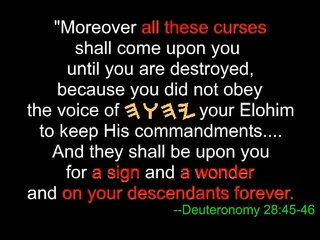 "Moreover all these curses
shall come upon you
until you are destroyed,
because you did not obey
the voice of 𐤉𐤄𐤅𐤄 your Elohim
to keep His commandments....
And they shall be upon you
for a sign and a wonder
and on your descendants forever.
--Deuteronomy 28:45-46